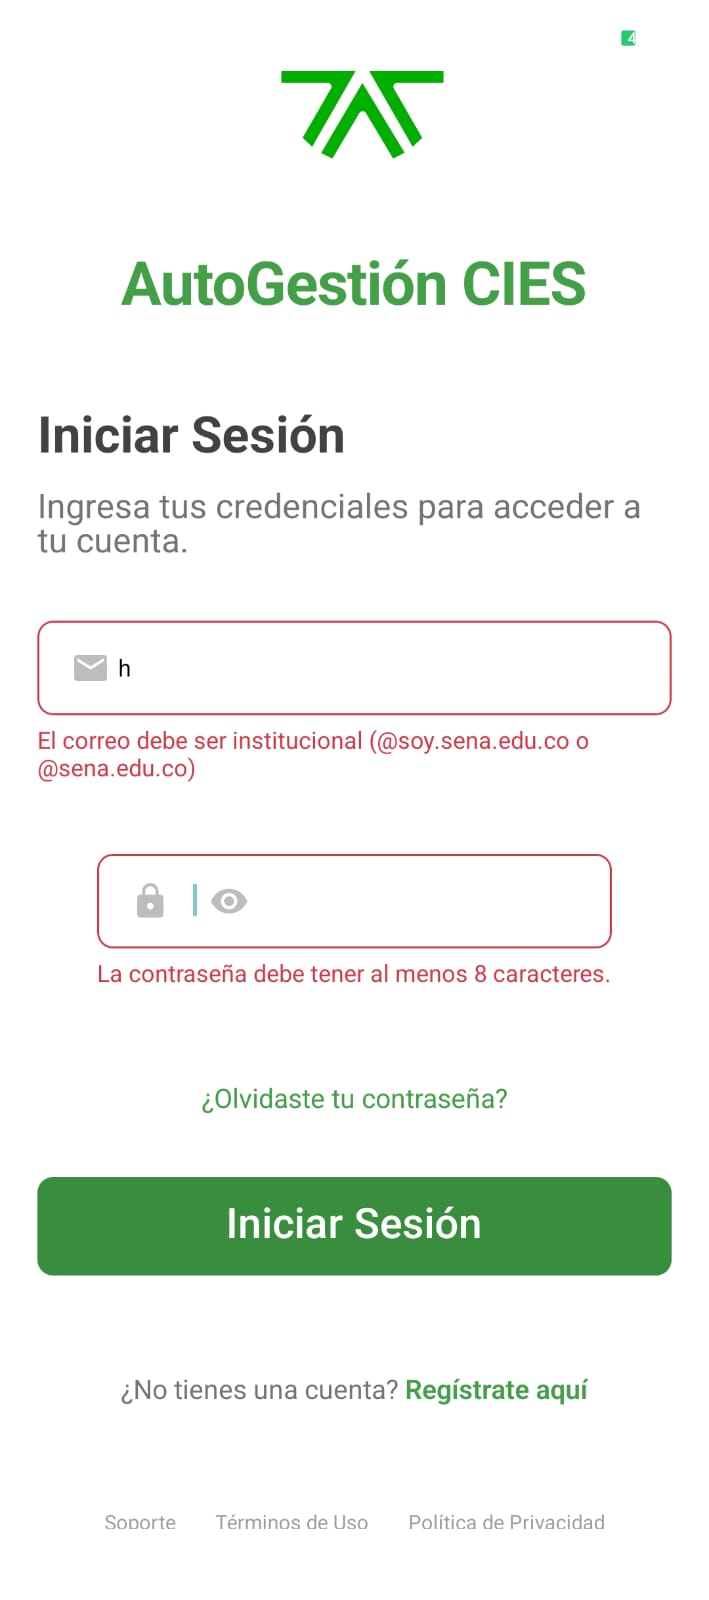 4
AutoGestión CIES
Iniciar Sesión
Ingresa tus credenciales para acceder a
tu cuenta.
h
El correo debe ser institucional (@soy.sena.edu.co o
@sena.edu.co)
La contraseña debe tener al menos 8 caracteres.
¿Olvidaste tu contraseña?
Iniciar Sesión
¿No tienes una cuenta? Regístrate aquí
Soporte Términos de Uso Política de Privacidad